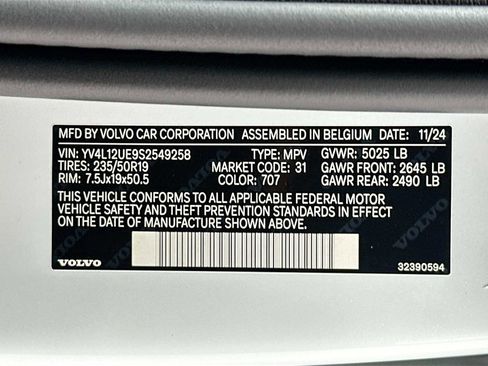 MFD BY VOLVO CAR CORPORATION ASSEMBLED IN BELGIUM DATE: 11/24
VIN: YV4L12UE9S2549258 TYPE: MPV GVWR: 5025 LB
TIRES: 235/50R19 MARKET CODE: 31 GAWR FRONT: 2645 LB
RIM: 7.5Jx19x50.5 COLOR: 707 GAWR REAR: 2490 LB
THIS VEHICLE CONFORMS TO ALL APPLICABLE FEDERAL MOTOR
VEHICLE SAFETY AND THEFT PREVENTION STANDARDS IN EFFECT
ON THE DATE OF MANUFACTURE SHOWN ABOVE.
VOLVO 32390594